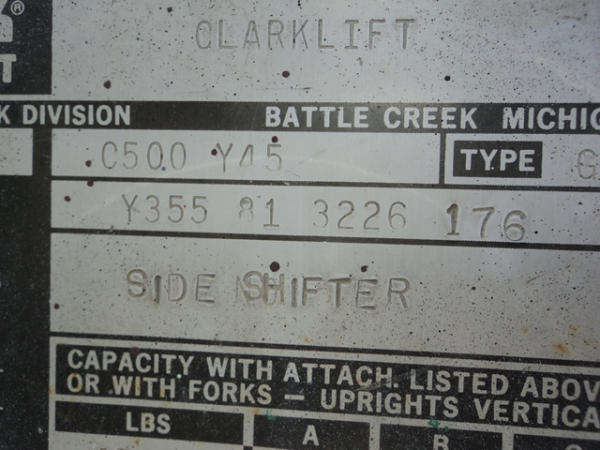 CLARKLIFT
DIVISION BATTLE CREEK
C500 Y45 TYPE
Y355 81 3226 176
SIDE SHIFTER
CAPACITY WITH ATTACH. LISTED
OR WITH FORKS — UPRIGHTS
LBS A B